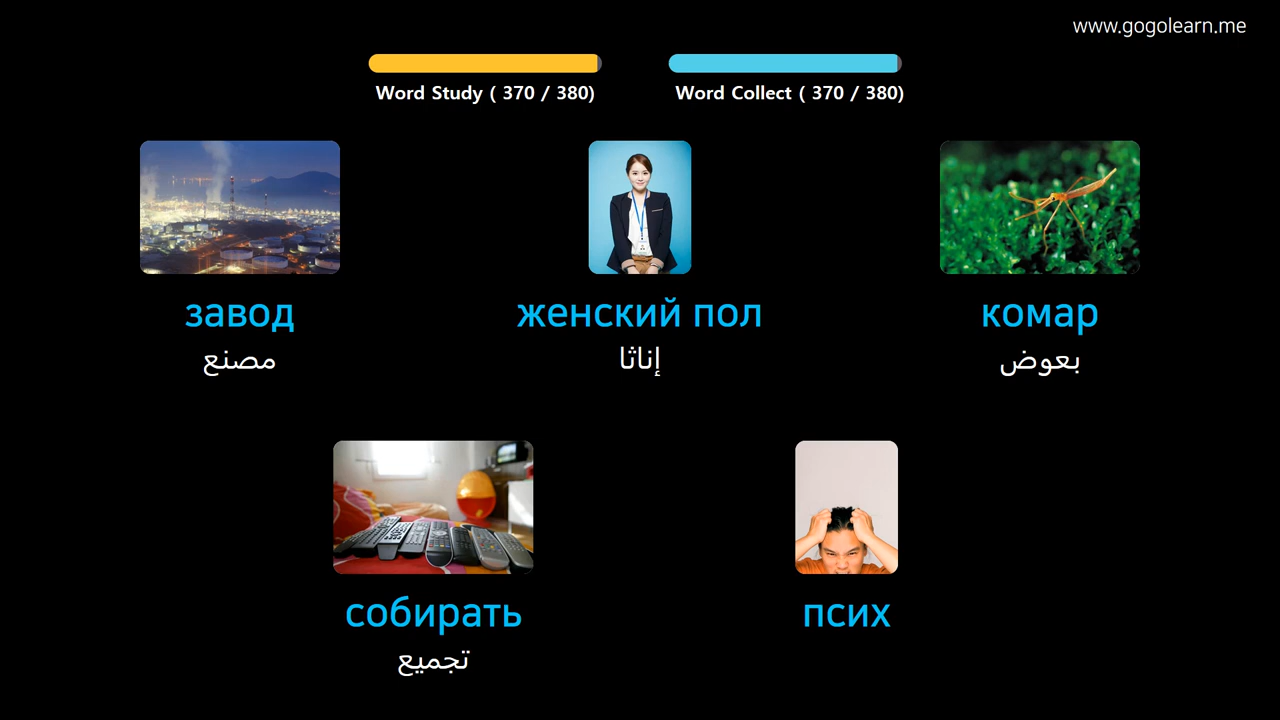 www.gogolearn.me
Word Study ( 370 / 380)
Word Collect ( 370 / 380)
завод
مصنع
женский пол
إناثا
комар
بعوض
собирать
تجميع
псих